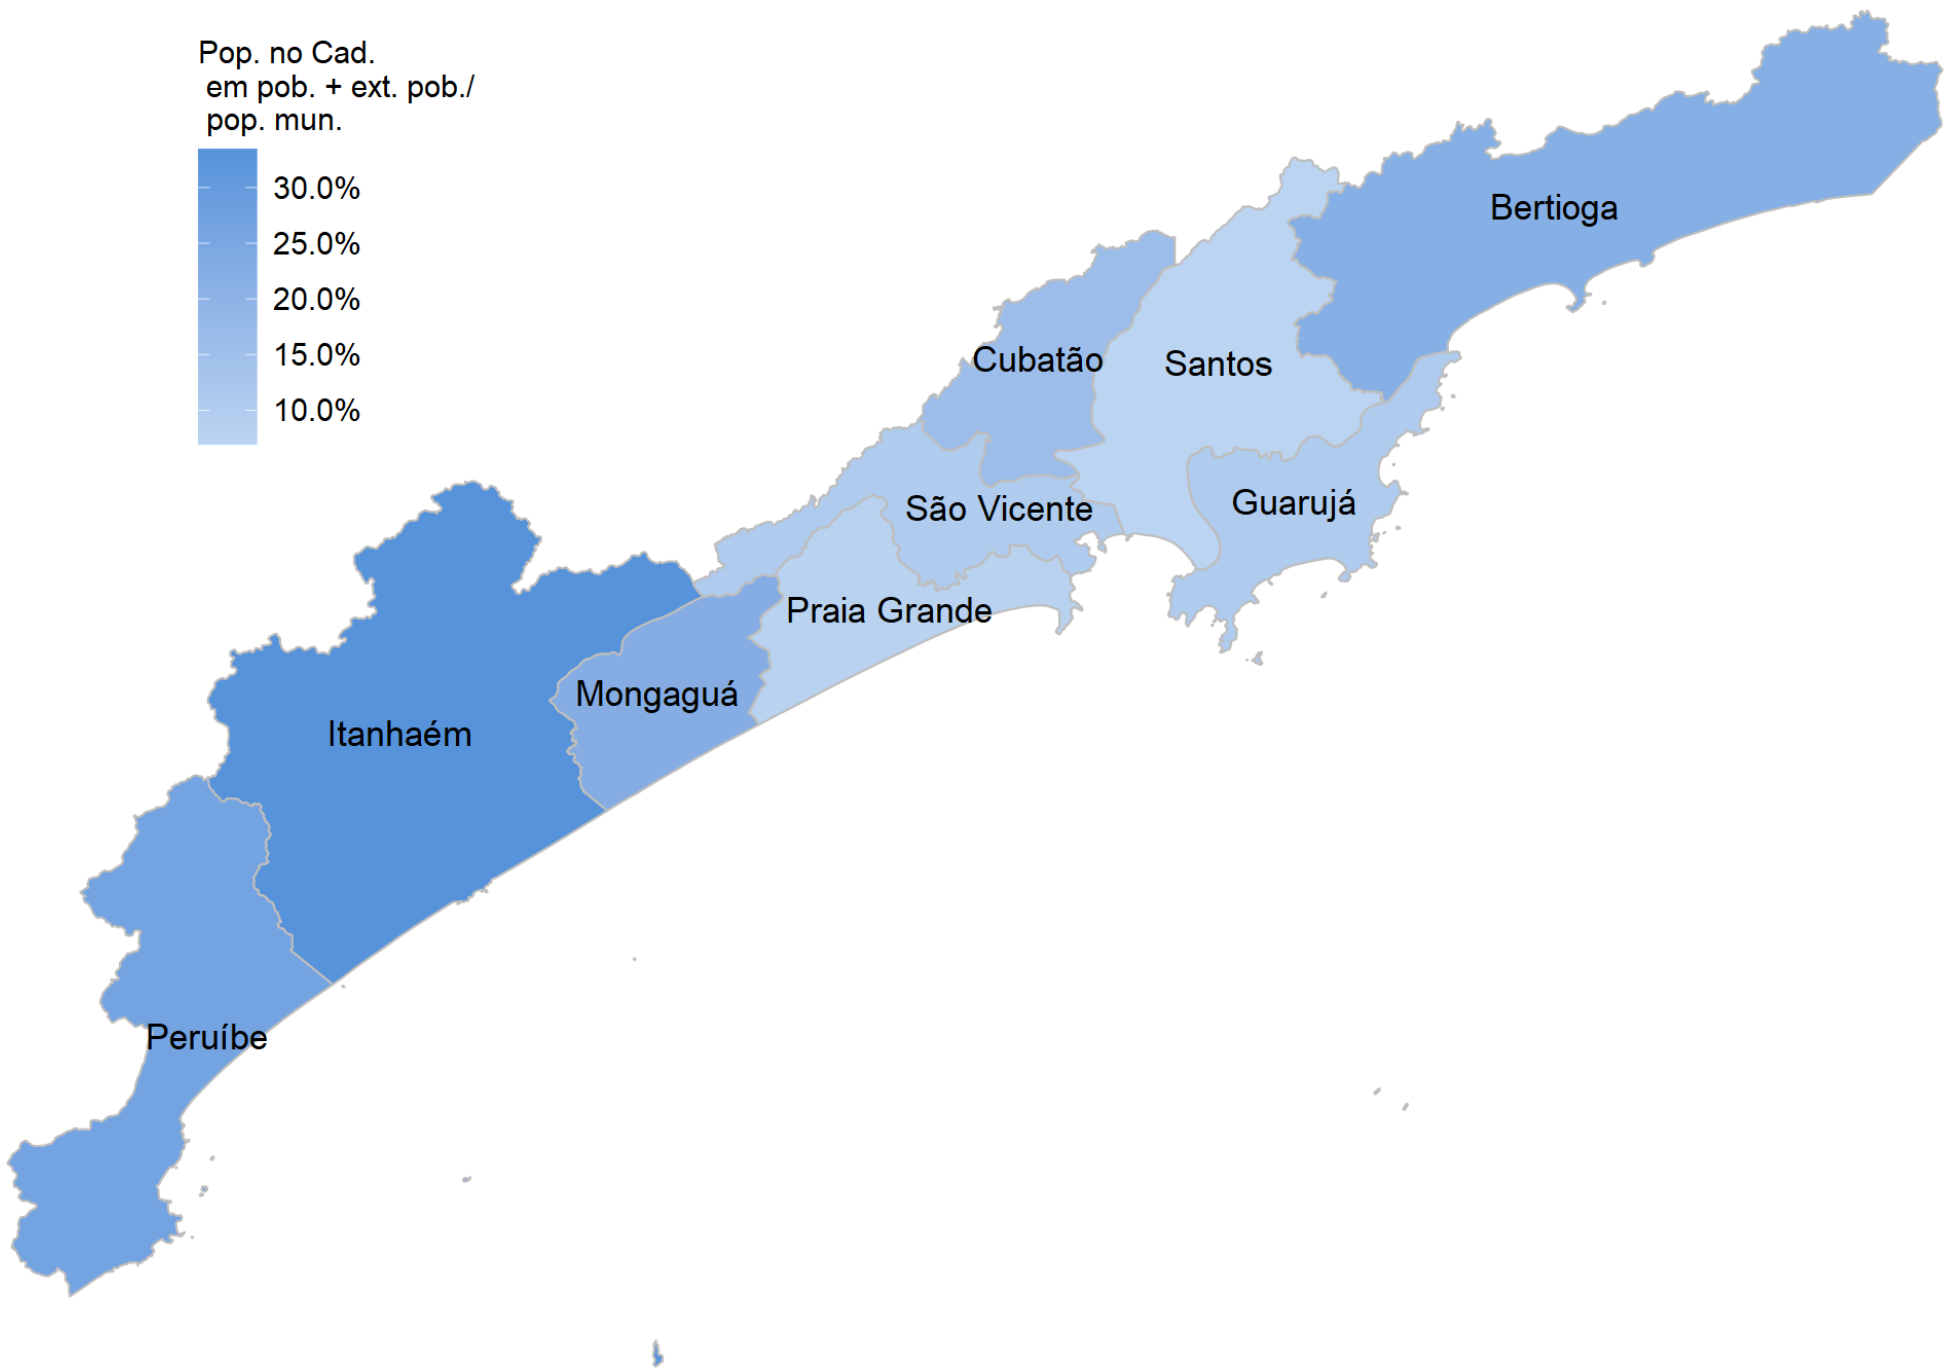 Pop. no Cad.
em pob. + ext. pob./
pop. mun.
30.0%
25.0%
20.0%
15.0%
10.0%
Bertioga
Cubatão
Santos
Guarujá
São Vicente
Praia Grande
Mongaguá
Itanhaém
Peruíbe